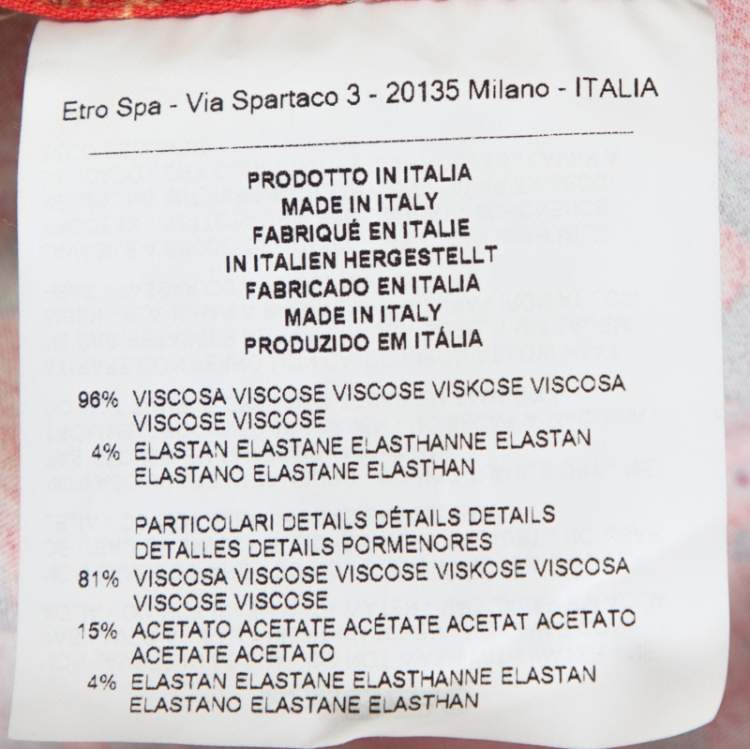 Etro Spa - Via Spartaco 3 - 20135 Milano - ITALIA
PRODOTTO IN ITALIA
MADE IN ITALY
FABRIQUÉ EN ITALIE
IN ITALIEN HERGESTELLT
FABRICADO EN ITALIA
MADE IN ITALY
PRODUZIDO EM ITÁLIA
96% VISCOSA VISCOSE VISCOSE VISKOSE VISCOSA
VISCOSE VISCOSE
4% ELASTAN ELASTANE ELASTHANNE ELASTAN
ELASTANO ELASTANE ELASTHAN
PARTICOLARI DETAILS DÉTAILS DETAILS
DETALLES DETAILS PORMENORES
81% VISCOSA VISCOSE VISCOSE VISKOSE VISCOSA
VISCOSE VISCOSE
15% ACETATO ACETATE ACÉTATE ACETAT ACETATO
ACETATE ACETATO
4% ELASTAN ELASTANE ELASTHANNE ELASTAN
ELASTANO ELASTANE ELASTHAN